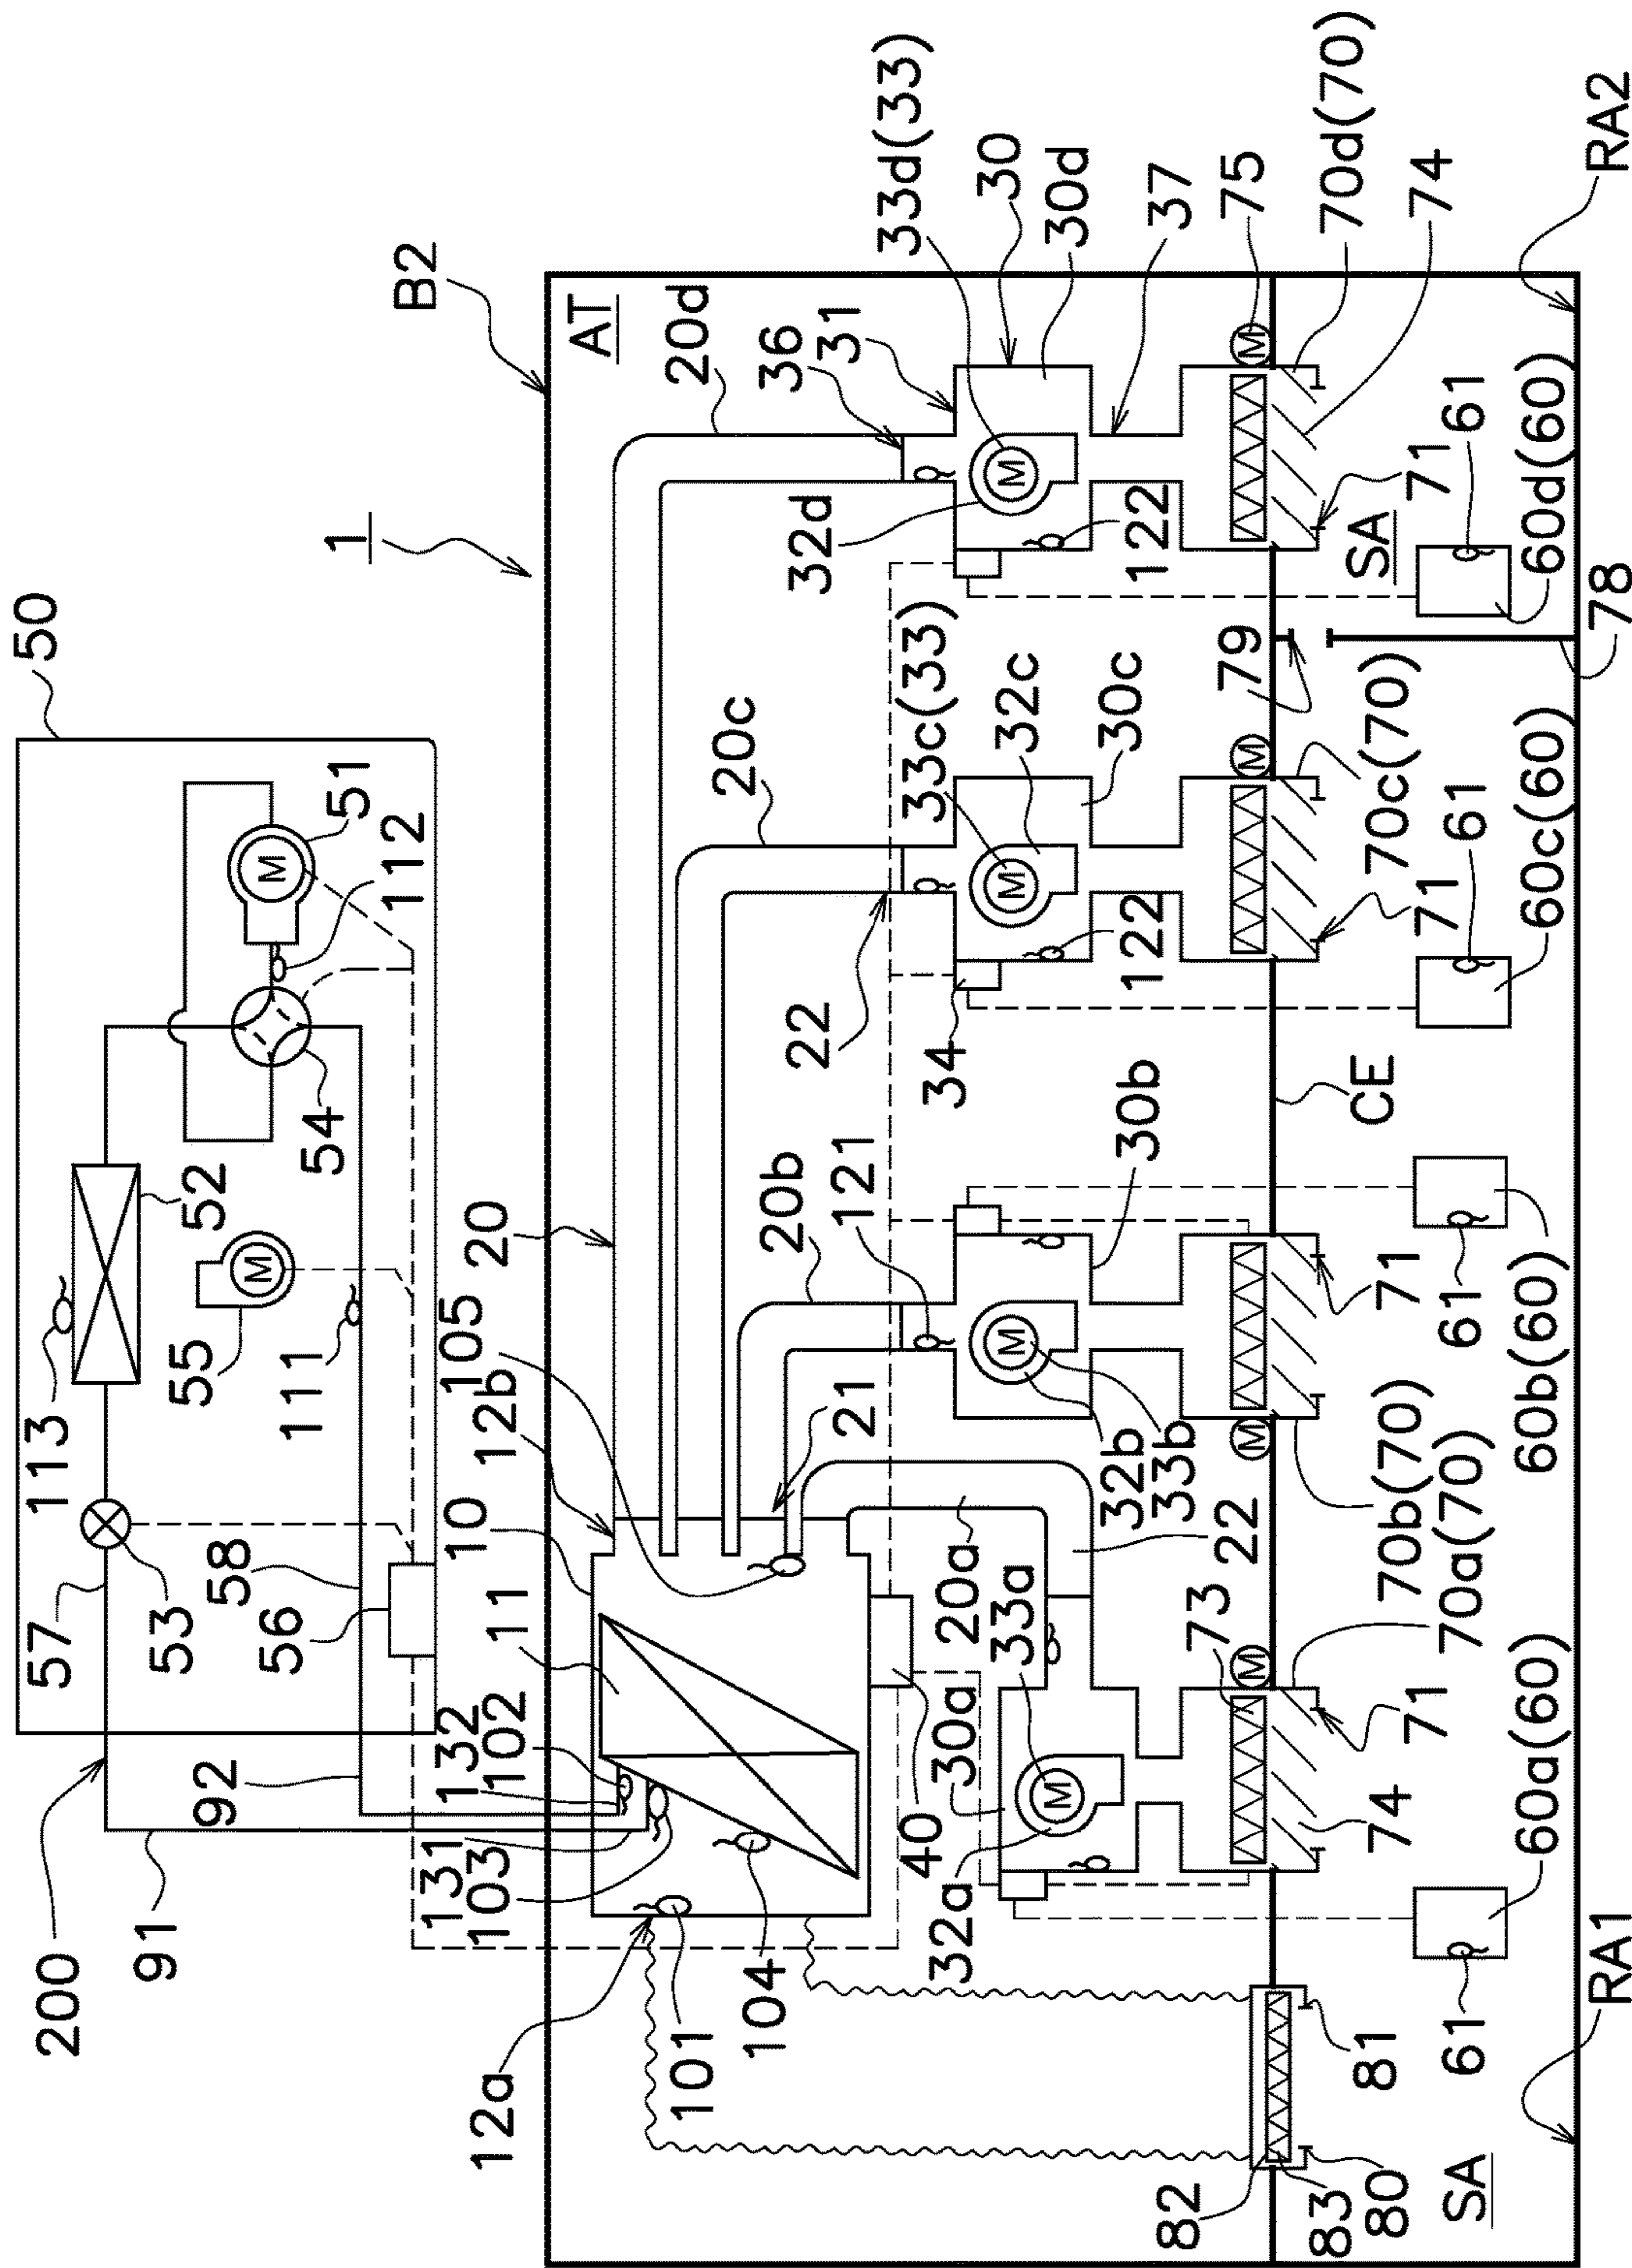 200
57
113
50
91
53
55
52
92
58
56
111
54
M
M
51
1
112
B2
131
132
105
12a
103
102
10
12b
20
11
AT
101
20d
20c
104
20b
36
22
32d
31
21
121
40
33d(33)
33c(33)
32a
30a
20a
34
30
33a
M
M
M
M
32c
30d
32b
30b
30c
122
122
33b
37
82
73
22
79
75
M
M
M
M
83
80
81
74
71
70b(70)
70a(70)
71
CE
70c(70)
SA
70d(70)
71
71
74
SA
61
61
61
61
60a(60)
60b(60)
60c(60)
60d(60)
RA1
78
RA2